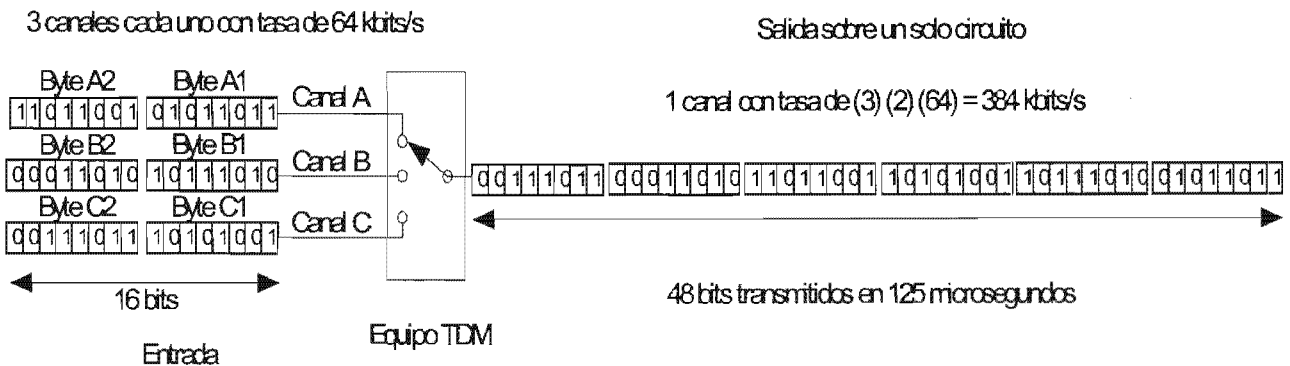 3 canales cada uno con tasa de 64 kbits/s
Salida sobre un solo circuito
Byte A2 Byte A1
11011001 01011011
Canal A
1 canal con tasa de (3) (2) (64) = 384 kbits/s
Byte B2 Byte B1
00011010 10111010
Canal B
00111011 00011010 11011001 10101001 10111010 01011011
Byte C2 Byte C1
00111011 10101001
Canal C
16 bits
48 bits transmitidos en 125 microsegundos
Equipo TDM
Entrada